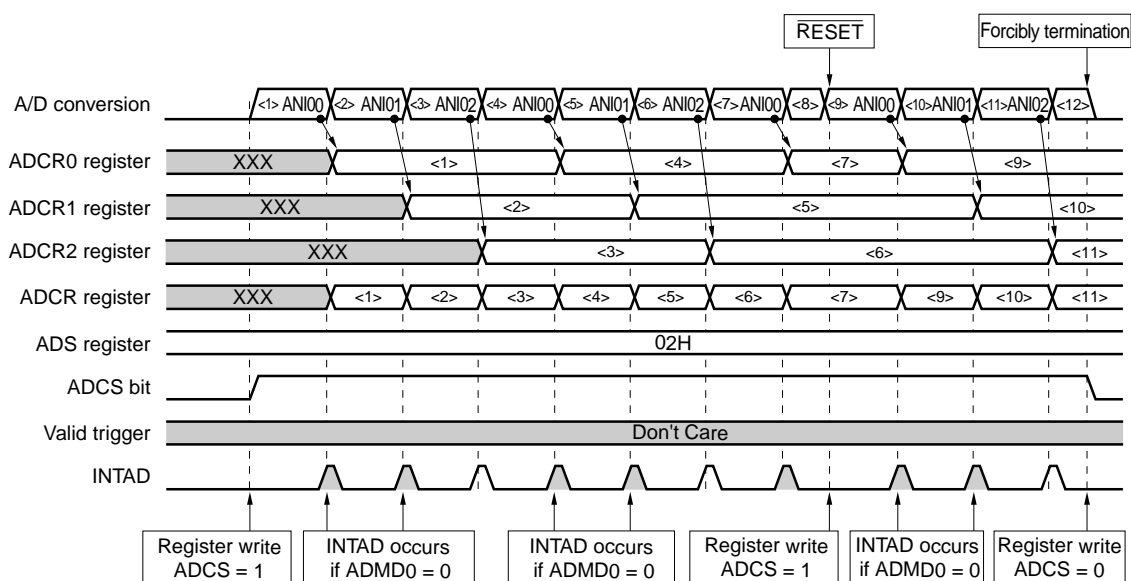 RESET
Forcibly termination
A/D conversion
<1> ANI00 <2> ANI01 <3> ANI02 <4> ANI00 <5> ANI01 <6> ANI02 <7> ANI00 <8> <9> ANI00 <10> ANI01 <11> ANI02 <12>
ADCR0 register XXX <1> <4> <7> <9>
ADCR1 register XXX <2> <5> <10>
ADCR2 register XXX <3> <6> <11>
ADCR register XXX <1> <2> <3> <4> <5> <6> <7> <9> <10> <11>
ADS register 02H
ADCS bit
Valid trigger Don't Care
INTAD
Register write
ADCS = 1
INTAD occurs
if ADMD0 = 0
INTAD occurs
if ADMD0 = 0
Register write
ADCS = 1
INTAD occurs
if ADMD0 = 0
Register write
ADCS = 0